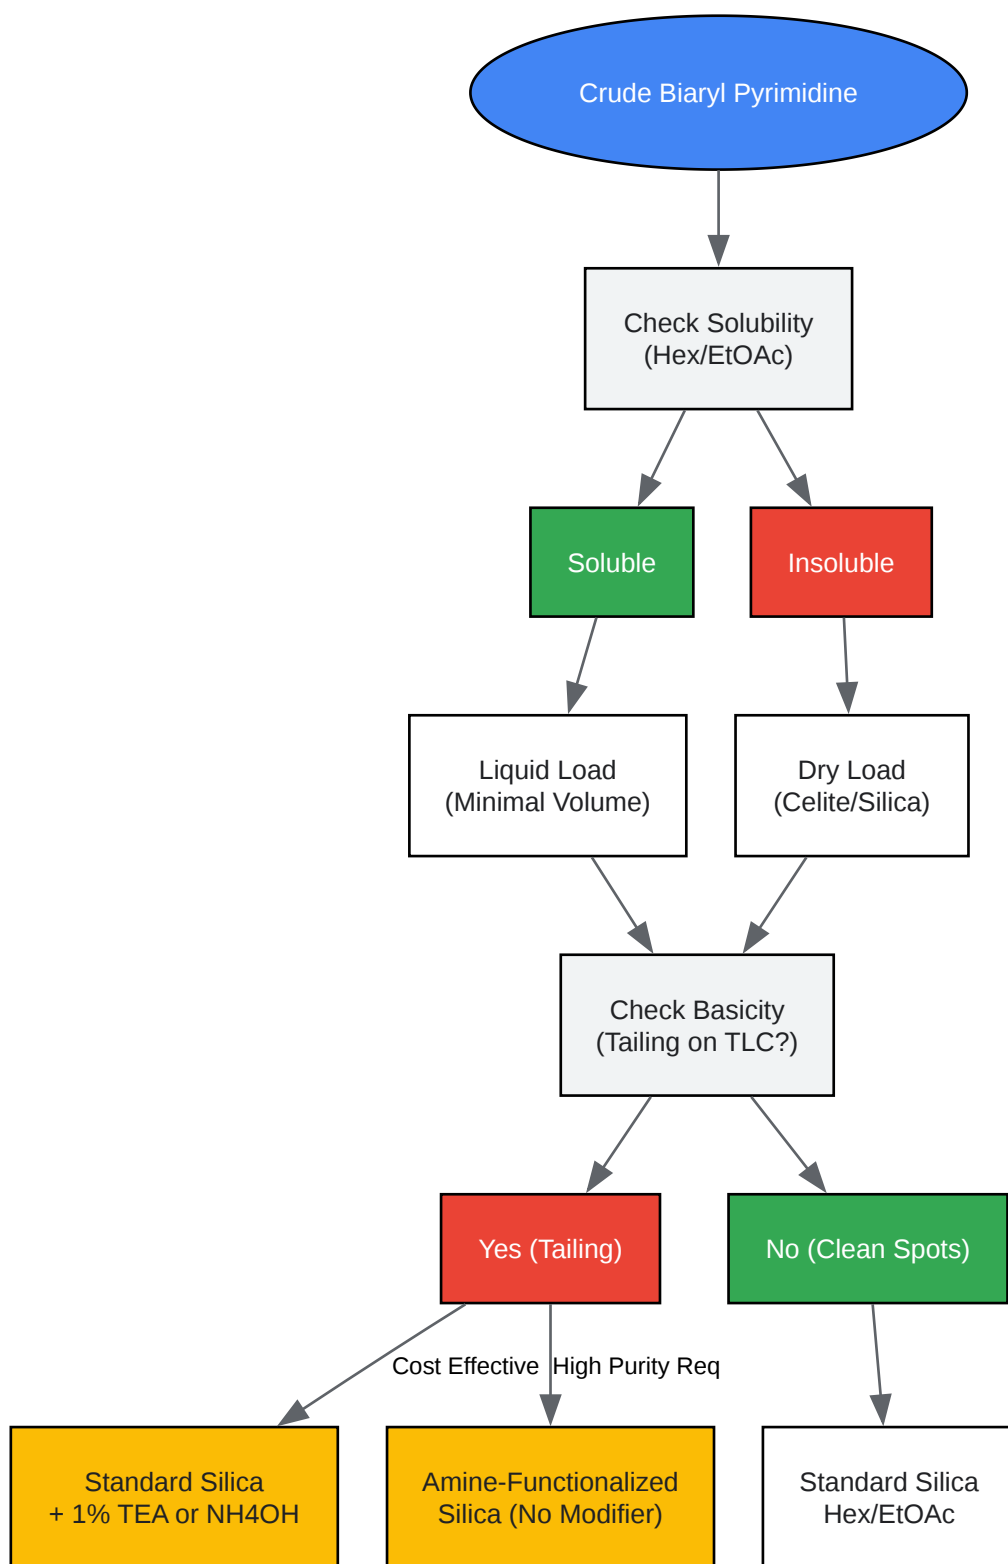 Crude Biaryl Pyrimidine
Check Solubility
(Hex/EtOAc)
Soluble
Insoluble
Liquid Load
(Minimal Volume)
Dry Load
(Celite/Silica)
Check Basicity
(Tailing on TLC?)
Yes (Tailing)
No (Clean Spots)
Cost Effective
High Purity Req
Standard Silica
+ 1% TEA or NH4OH
Amine-Functionalized
Silica (No Modifier)
Standard Silica
Hex/EtOAc